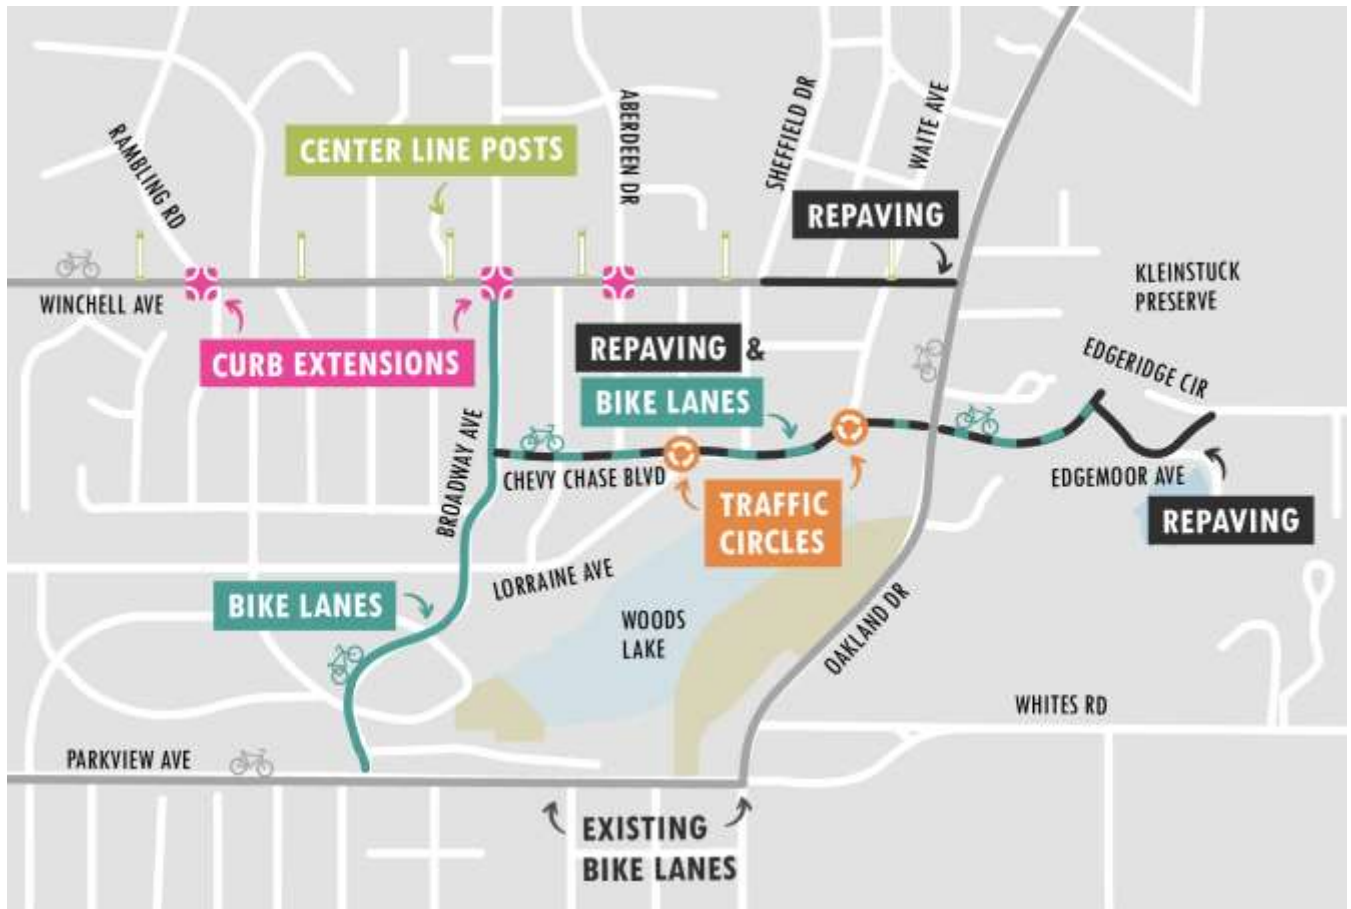 RAMBLING RD
CENTER LINE POSTS
ABERDEEN DR
SHEFFIELD DR
WAITE AVE
REPAVING
WINCHELL AVE
KLEINSTUCK
PRESERVE
CURB EXTENSIONS
REPAVING &
BIKE LANES
EDGERIDGE CIR
BROADWAY AVE
CHEVY CHASE BLVD
EDGEMOOR AVE
TRAFFIC
CIRCLES
REPAVING
LORRAINE AVE
BIKE LANES
WOODS
LAKE
OAKLAND DR
WHITES RD
PARKVIEW AVE
EXISTING
BIKE LANES